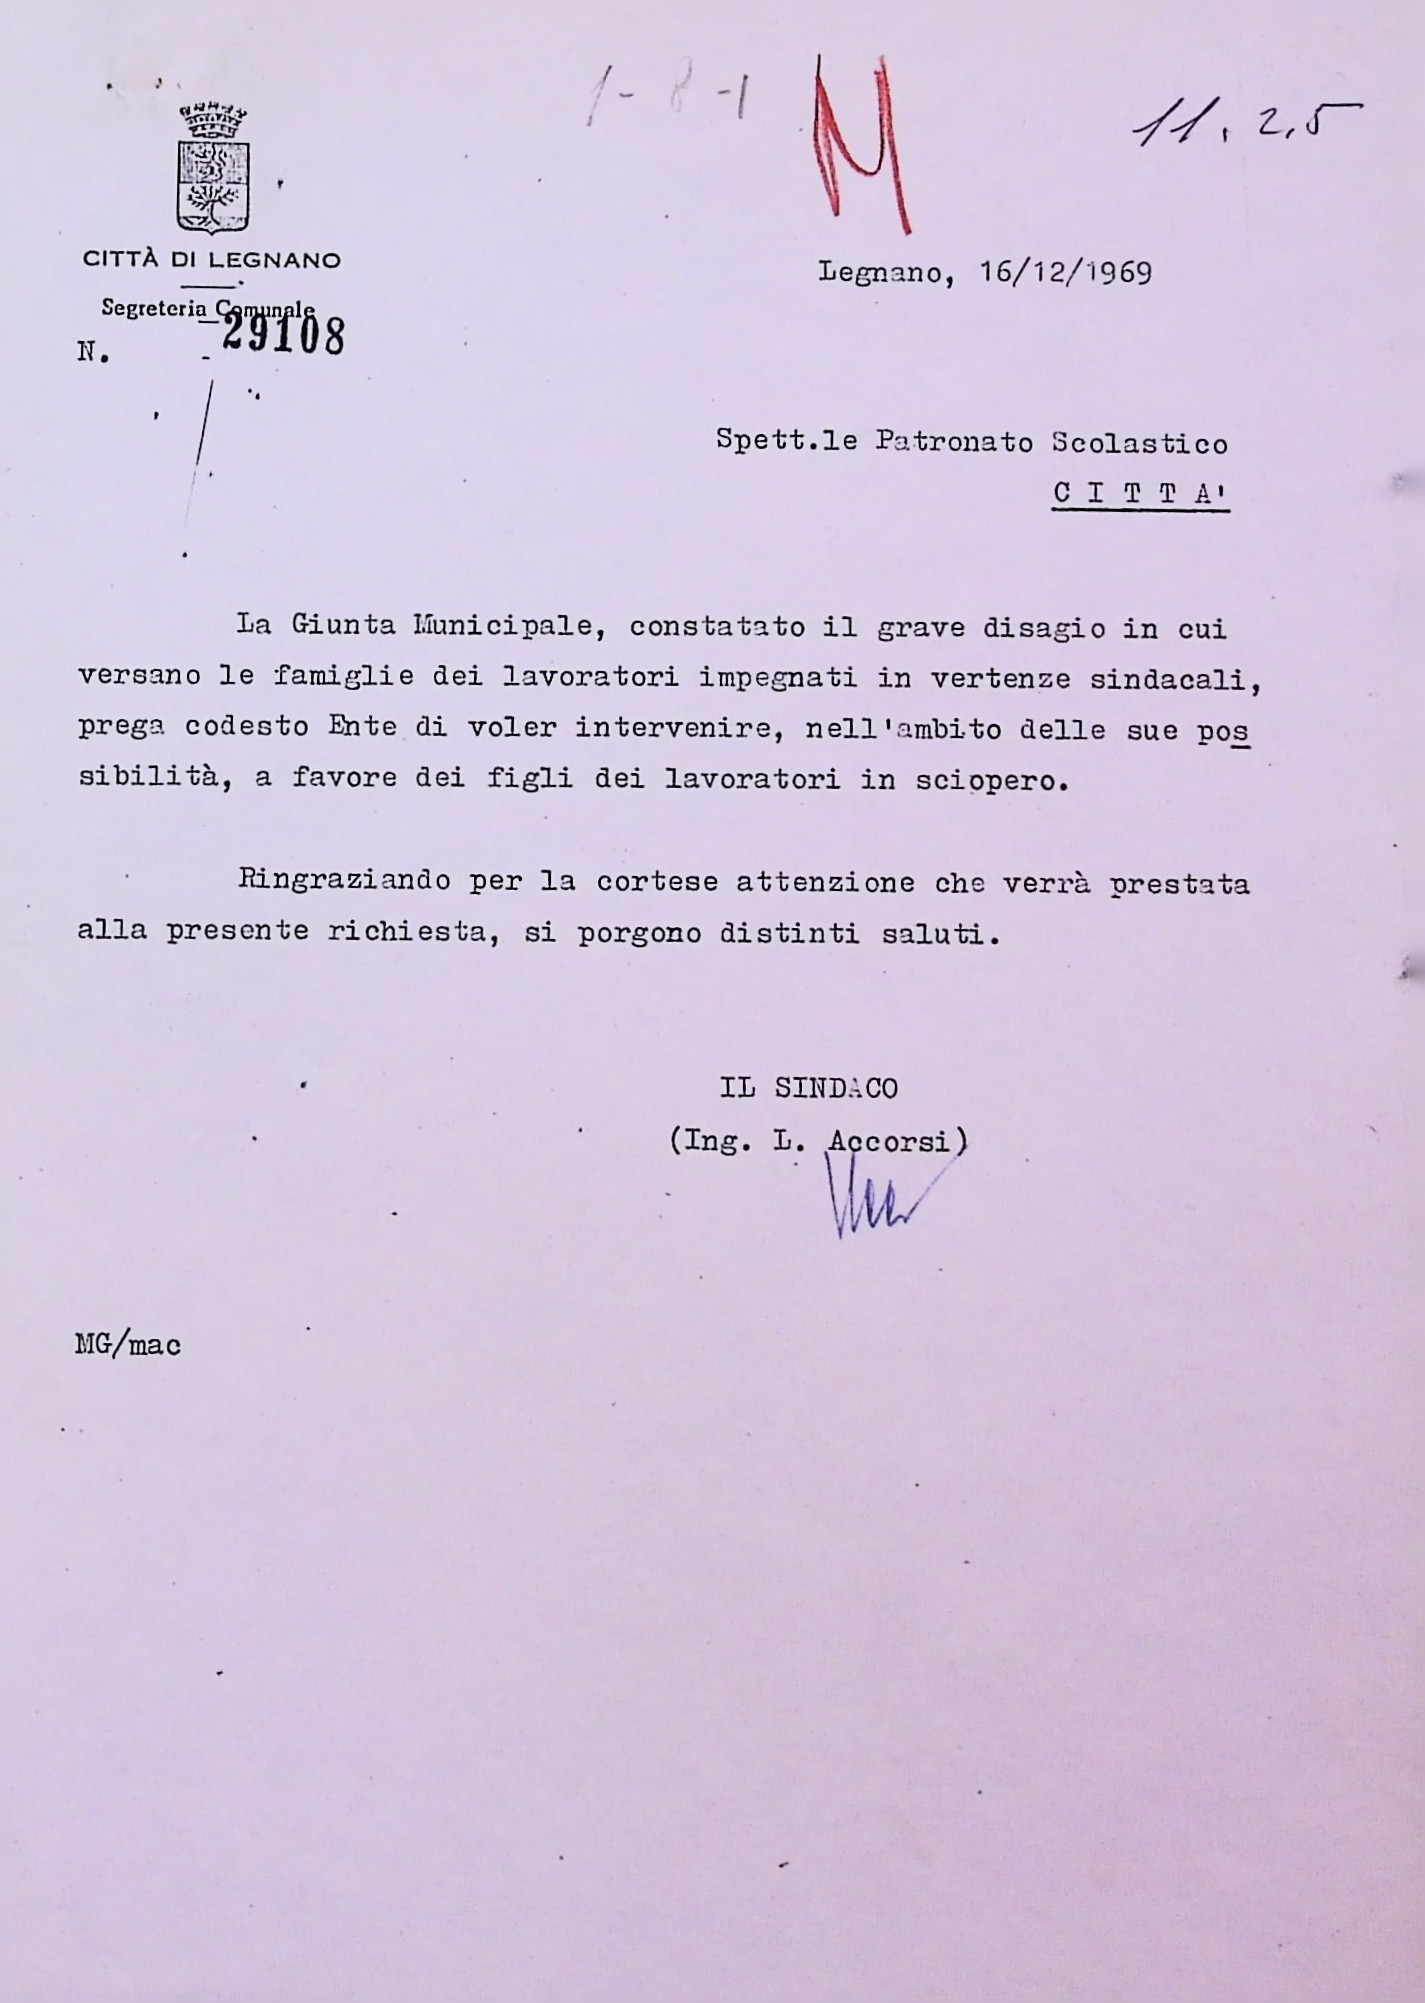 1-8-1
11.2.5
CITTÀ DI LEGNANO
Segreteria Comunale
N. 29108
Legnano, 16/12/1969
Spett.le Patronato Scolastico
C I T T A'
La Giunta Municipale, constatato il grave disagio in cui
versano le famiglie dei lavoratori impegnati in vertenze sindacali,
prega codesto Ente di voler intervenire, nell'ambito delle sue pos
sibilità, a favore dei figli dei lavoratori in sciopero.
Ringraziando per la cortese attenzione che verrà prestata
alla presente richiesta, si porgono distinti saluti.
IL SINDACO
(Ing. L. Accorsi)
MG/mac